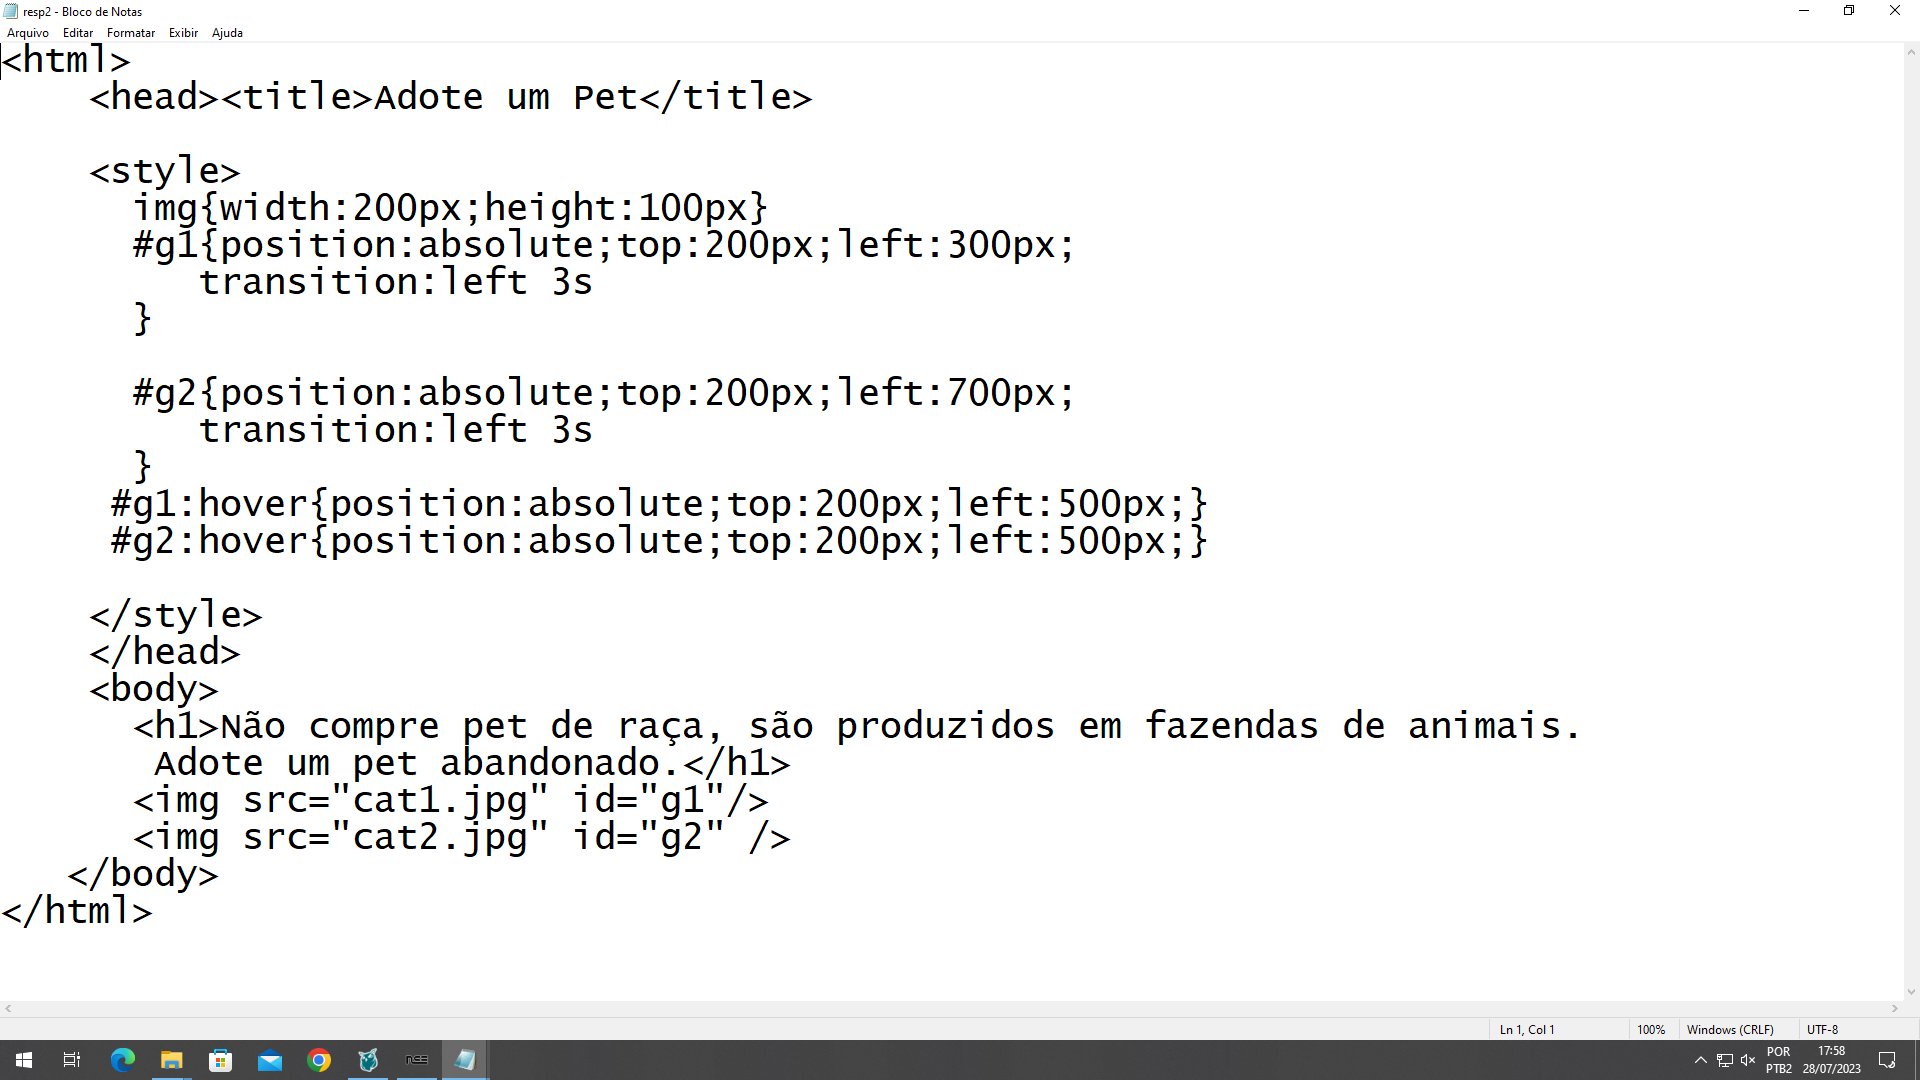 resp2 - Bloco de Notas
Arquivo Editar Formatar Exibir Ajuda
<html>
<head><title>Adote um Pet</title>
<style>
img{width:200px;height:100px}
#g1{position:absolute;top:200px;left:300px;
transition:left 3s
}
#g2{position:absolute;top:200px;left:700px;
transition:left 3s
}
#g1:hover{position:absolute;top:200px;left:500px;}
#g2:hover{position:absolute;top:200px;left:500px;}
</style>
</head>
<body>
<h1>Não compre pet de raça, são produzidos em fazendas de animais.
Adote um pet abandonado.</h1>
<img src="cat1.jpg" id="g1"/>
<img src="cat2.jpg" id="g2" />
</body>
</html>
Ln 1, Col 1 100% Windows (CRLF) UTF-8
POR 17:58
PTB2 28/07/2023